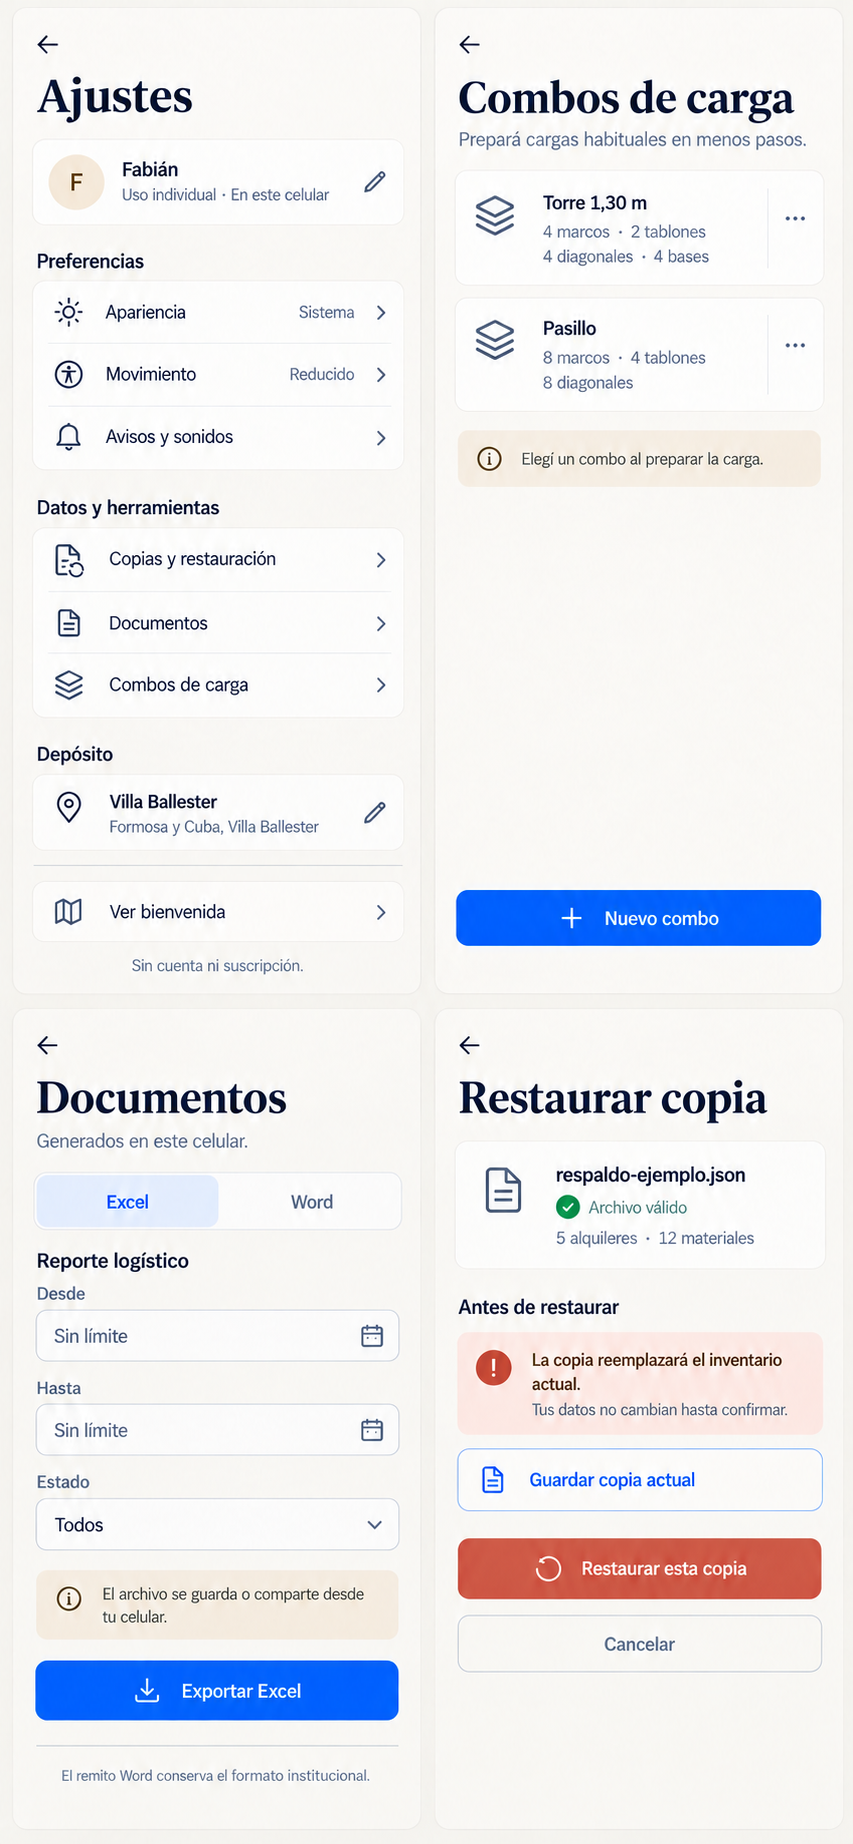 Ajustes
F
Fabián
Uso individual · En este celular
Preferencias
Apariencia
Sistema
Movimiento
Reducido
Avisos y sonidos
Datos y herramientas
Copias y restauración
Documentos
Combos de carga
Depósito
Villa Ballester
Formosa y Cuba, Villa Ballester
Ver bienvenida
Sin cuenta ni suscripción.
Combos de carga
Prepará cargas habituales en menos pasos.
Torre 1,30 m
4 marcos · 2 tablones
4 diagonales · 4 bases
Pasillo
8 marcos · 4 tablones
8 diagonales
Elegí un combo al preparar la carga.
Nuevo combo
Documentos
Generados en este celular.
Excel
Word
Reporte logístico
Desde
Sin límite
Hasta
Sin límite
Estado
Todos
El archivo se guarda o comparte desde
tu celular.
Exportar Excel
El remito Word conserva el formato institucional.
Restaurar copia
respaldo-ejemplo.json
Archivo válido
5 alquileres · 12 materiales
Antes de restaurar
La copia reemplazará el inventario
actual.
Tus datos no cambian hasta confirmar.
Guardar copia actual
Restaurar esta copia
Cancelar